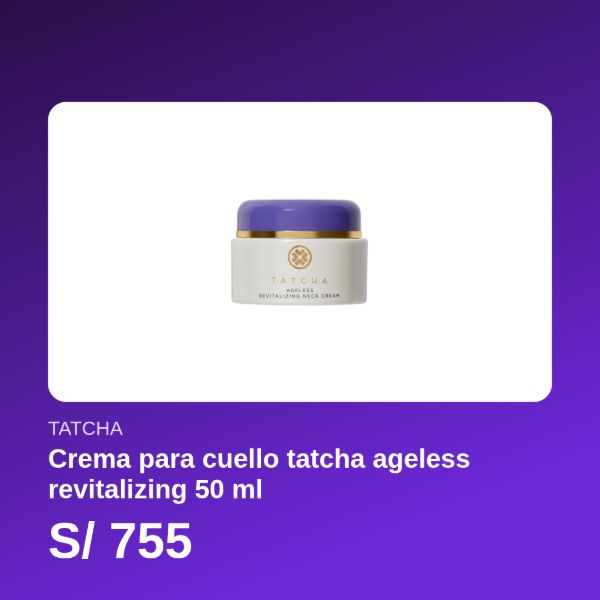 TATCHA
AGELESS
REVITALIZING NECK CREAM
TATCHA
Crema para cuello tatcha ageless
revitalizing 50 ml
S/ 755